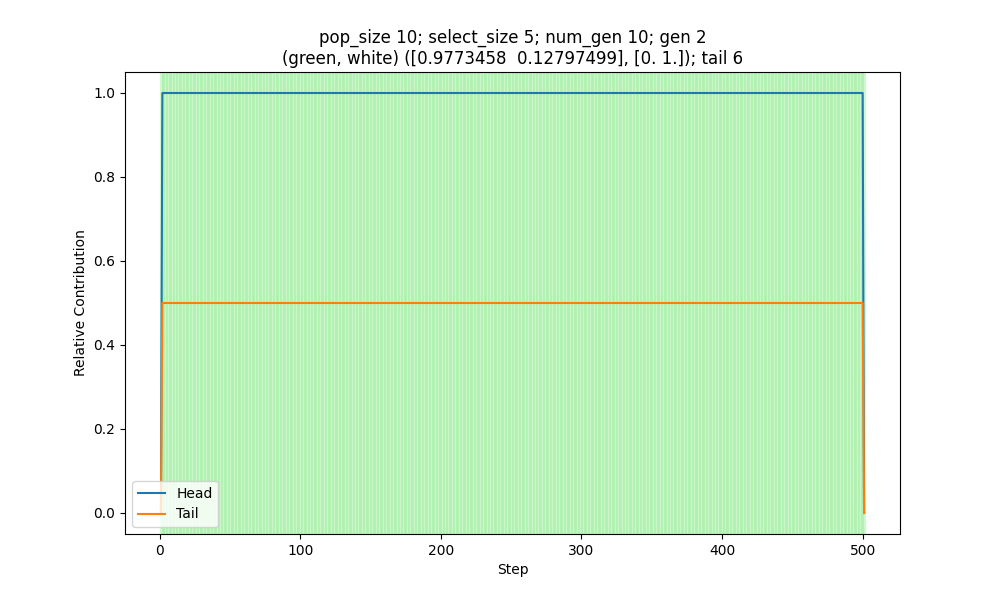 pop_size 10; select_size 5; num_gen 10; gen 2
(green, white) ([0.9773458  0.12797499], [0. 1.]); tail 6
Relative Contribution
1.0
0.8
0.6
0.4
0.2
0.0
Head
Tail
0 100 200 300 400 500
Step